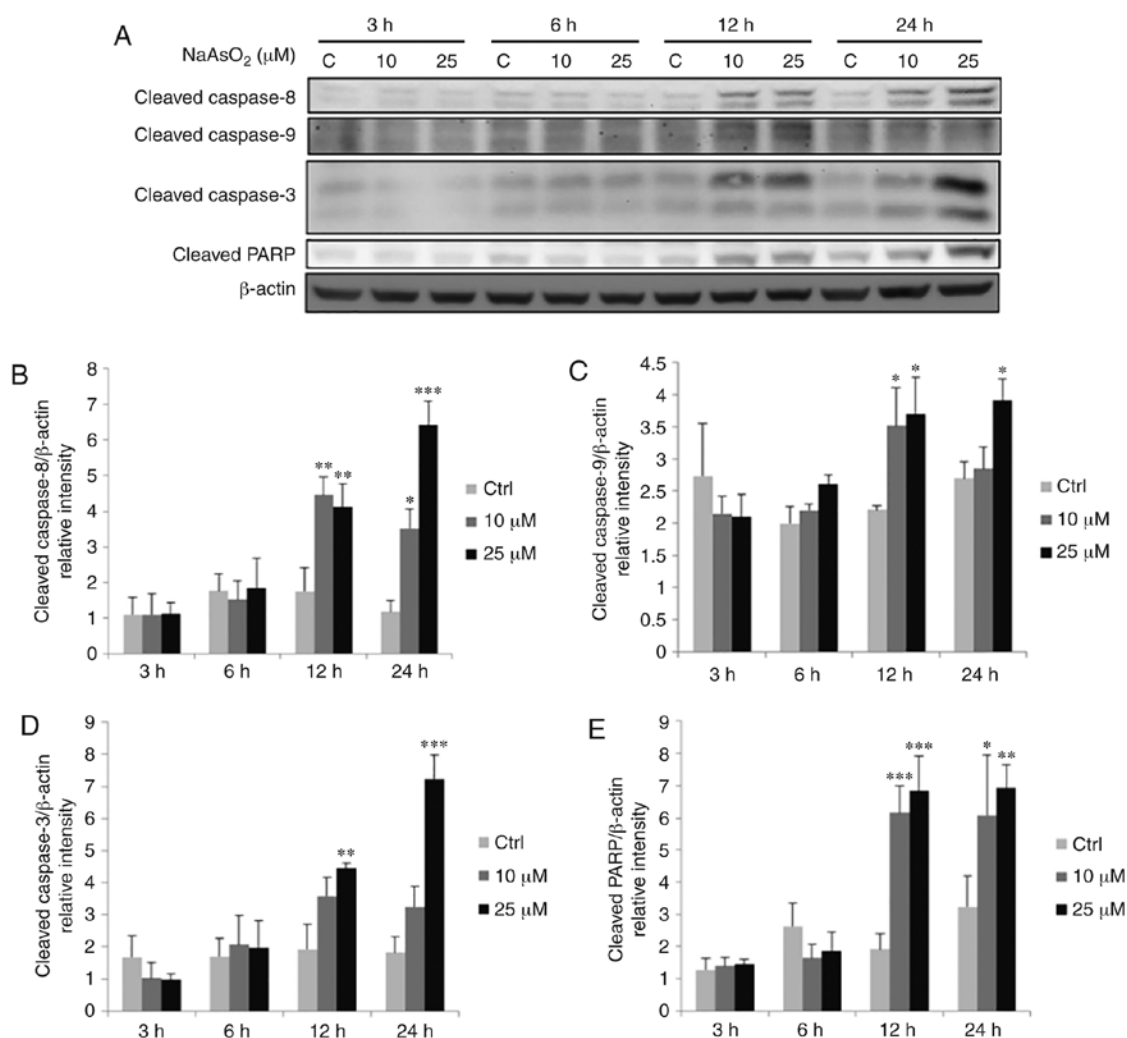 A
3 h 6 h 12 h 24 h
NaAsO₂ (μM) C 10 25 C 10 25 C 10 25 C 10 25
Cleaved caspase-8
Cleaved caspase-9
Cleaved caspase-3
Cleaved PARP
β-actin
B
Cleaved caspase-8/β-actin
relative intensity
8
7
6
5
4
3
2
1
0
** ** * ***
3 h 6 h 12 h 24 h
Ctrl
10 μM
25 μM
C
Cleaved caspase-9/β-actin
relative intensity
4.5
4
3.5
3
2.5
2
1.5
1
0.5
0
* * *
3 h 6 h 12 h 24 h
Ctrl
10 μM
25 μM
D
Cleaved caspase-3/β-actin
relative intensity
9
8
7
6
5
4
3
2
1
0
** ***
3 h 6 h 12 h 24 h
Ctrl
10 μM
25 μM
E
Cleaved PARP/β-actin
relative intensity
9
8
7
6
5
4
3
2
1
0
*** *** * **
3 h 6 h 12 h 24 h
Ctrl
10 μM
25 μM